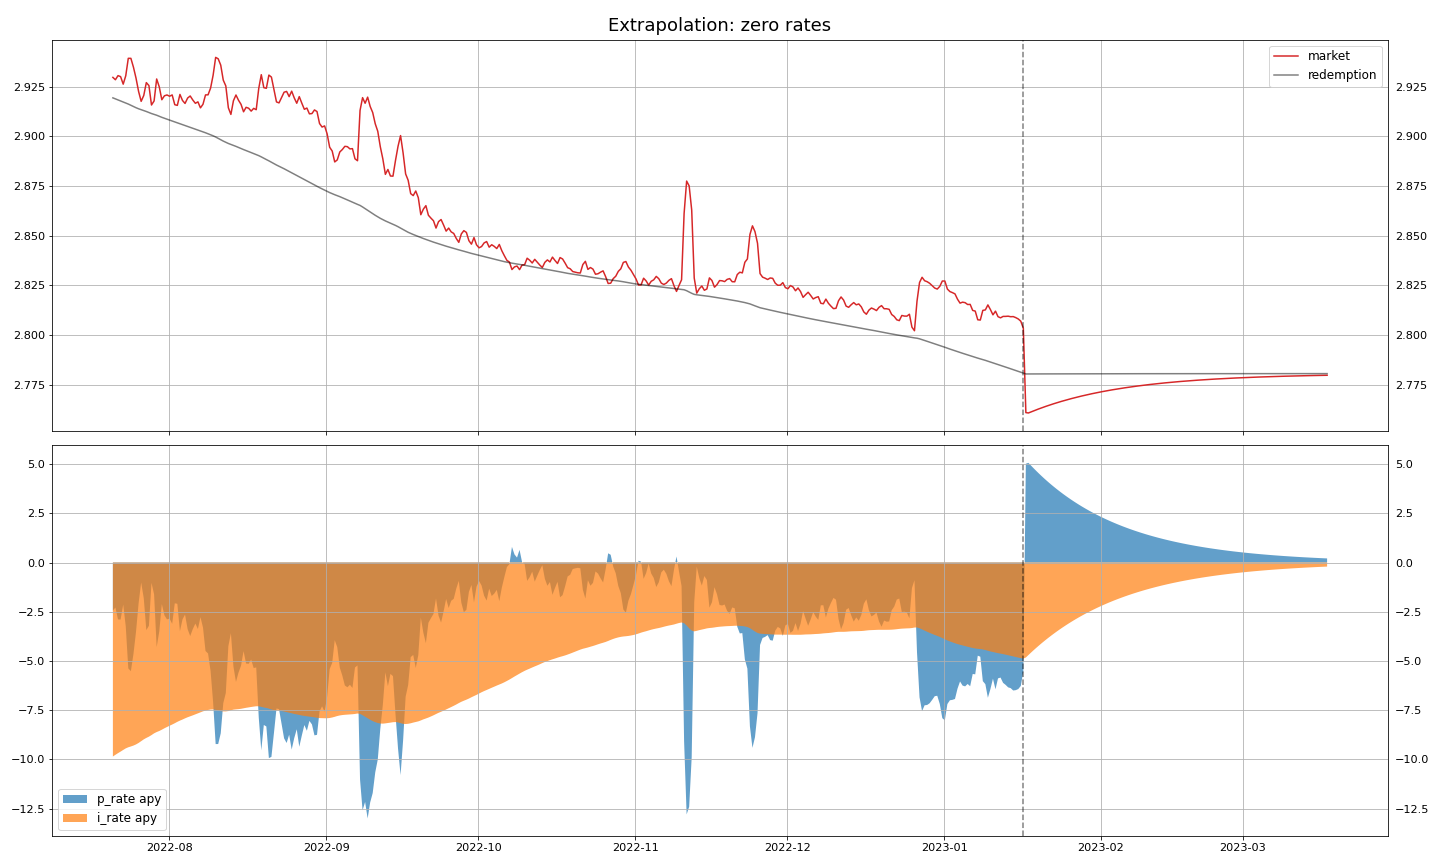 Extrapolation: zero rates
market
redemption
2.925 2.925
2.900 2.900
2.875 2.875
2.850 2.850
2.825 2.825
2.800 2.800
2.775 2.775
5.0 5.0
2.5 2.5
0.0 0.0
−2.5 −2.5
−5.0 −5.0
−7.5 −7.5
−10.0 −10.0
−12.5 −12.5
p_rate apy
i_rate apy
2022-08 2022-09 2022-10 2022-11 2022-12 2023-01 2023-02 2023-03